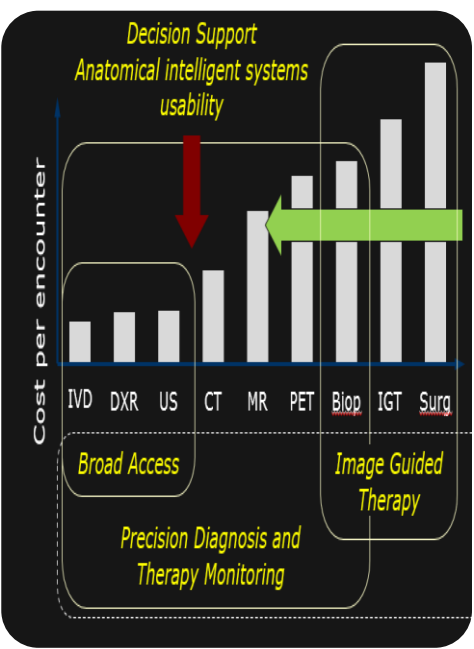 Decision Support
Anatomical intelligent systems
usability
Cost per encounter
IVD DXR US CT MR PET Biop IGT Surg
Broad Access
Image Guided
Therapy
Precision Diagnosis and
Therapy Monitoring